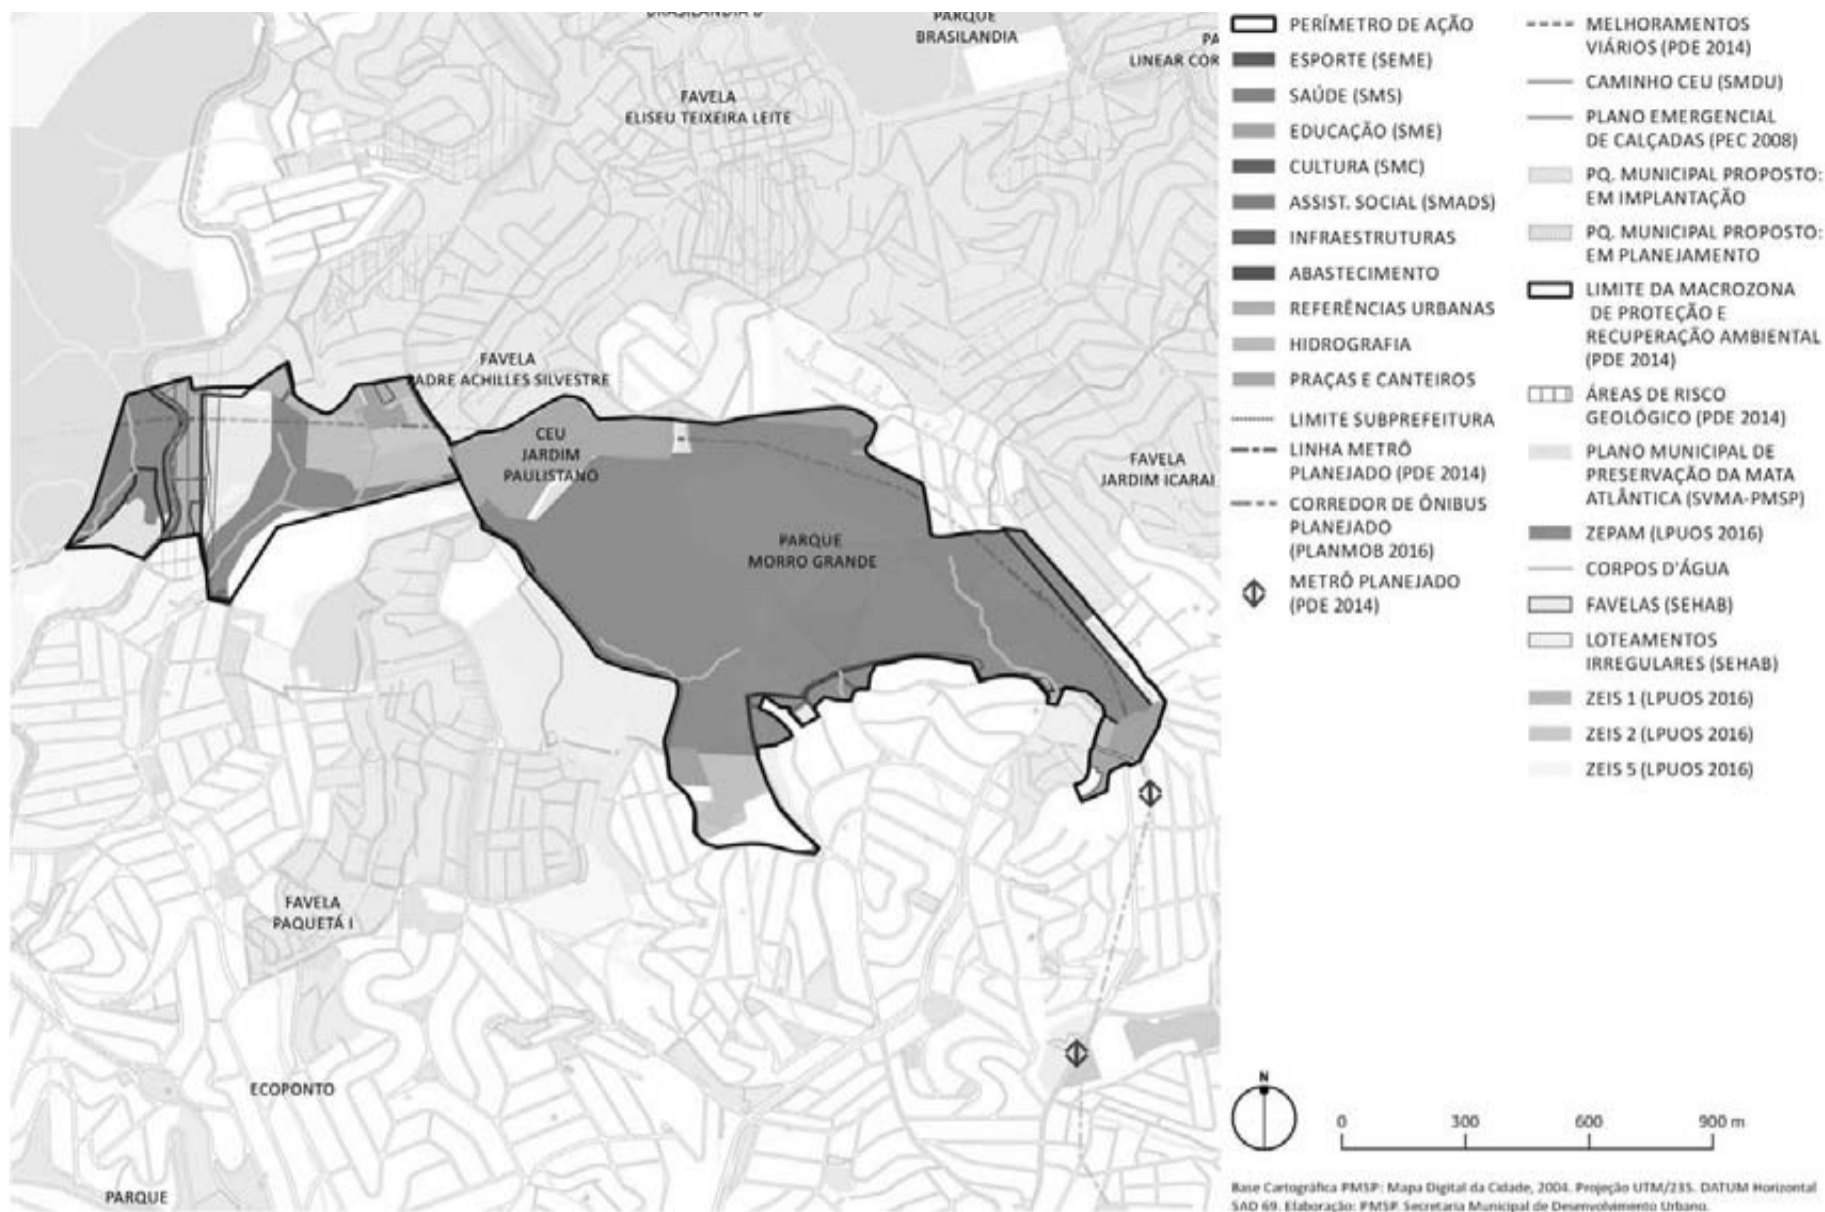 BRASILANDIA B
PARQUE
BRASILANDIA
PA
LINEAR COR
FAVELA
ELISEU TEIXEIRA LEITE
FAVELA
PADRE ACHILLES SILVESTRE
CEU
JARDIM
PAULISTANO
FAVELA
JARDIM ICARAI
PARQUE
MORRO GRANDE
FAVELA
PAQUETÁ I
ECOPONTO
PARQUE
PERÍMETRO DE AÇÃO
ESPORTE (SEME)
SAÚDE (SMS)
EDUCAÇÃO (SME)
CULTURA (SMC)
ASSIST. SOCIAL (SMADS)
INFRAESTRUTURAS
ABASTECIMENTO
REFERÊNCIAS URBANAS
HIDROGRAFIA
PRAÇAS E CANTEIROS
LIMITE SUBPREFEITURA
LINHA METRÔ
PLANEJADO (PDE 2014)
CORREDOR DE ÔNIBUS
PLANEJADO
(PLANMOB 2016)
METRÔ PLANEJADO
(PDE 2014)
MELHORAMENTOS
VIÁRIOS (PDE 2014)
CAMINHO CEU (SMDU)
PLANO EMERGENCIAL
DE CALÇADAS (PEC 2008)
PQ. MUNICIPAL PROPOSTO:
EM IMPLANTAÇÃO
PQ. MUNICIPAL PROPOSTO:
EM PLANEJAMENTO
LIMITE DA MACROZONA
DE PROTEÇÃO E
RECUPERAÇÃO AMBIENTAL
(PDE 2014)
ÁREAS DE RISCO
GEOLÓGICO (PDE 2014)
PLANO MUNICIPAL DE
PRESERVAÇÃO DA MATA
ATLÂNTICA (SVMA-PMSP)
ZEPAM (LPUOS 2016)
CORPOS D'ÁGUA
FAVELAS (SEHAB)
LOTEAMENTOS
IRREGULARES (SEHAB)
ZEIS 1 (LPUOS 2016)
ZEIS 2 (LPUOS 2016)
ZEIS 5 (LPUOS 2016)
N
0 300 600 900 m
Base Cartográfica PMSP: Mapa Digital da Cidade, 2004. Projeção UTM/23S. DATUM Horizontal
SAD 69. Elaboração: PMSP. Secretaria Municipal de Desenvolvimento Urbano.